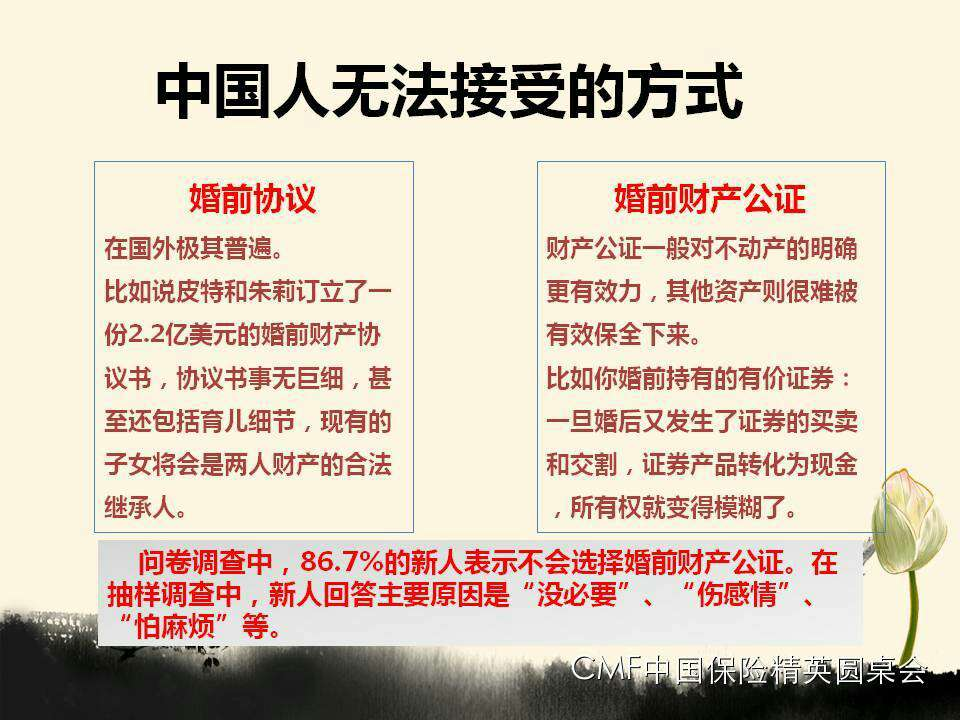 中国人无法接受的方式
婚前协议
在国外极其普遍。
比如说皮特和朱莉订立了一
份2.2亿美元的婚前财产协
议书，协议书事无巨细，甚
至还包括育儿细节，现有的
子女将会是两人财产的合法
继承人。
婚前财产公证
财产公证一般对不动产的明确
更有效力，其他资产则很难被
有效保全下来。
比如你婚前持有的有价证券：
一旦婚后又发生了证券的买卖
和交割，证券产品转化为现金
，所有权就变得模糊了。
问卷调查中，86.7%的新人表示不会选择婚前财产公证。在
抽样调查中，新人回答主要原因是“没必要”、“伤感情”、
“怕麻烦”等。
CMF中国保险精英圆桌会